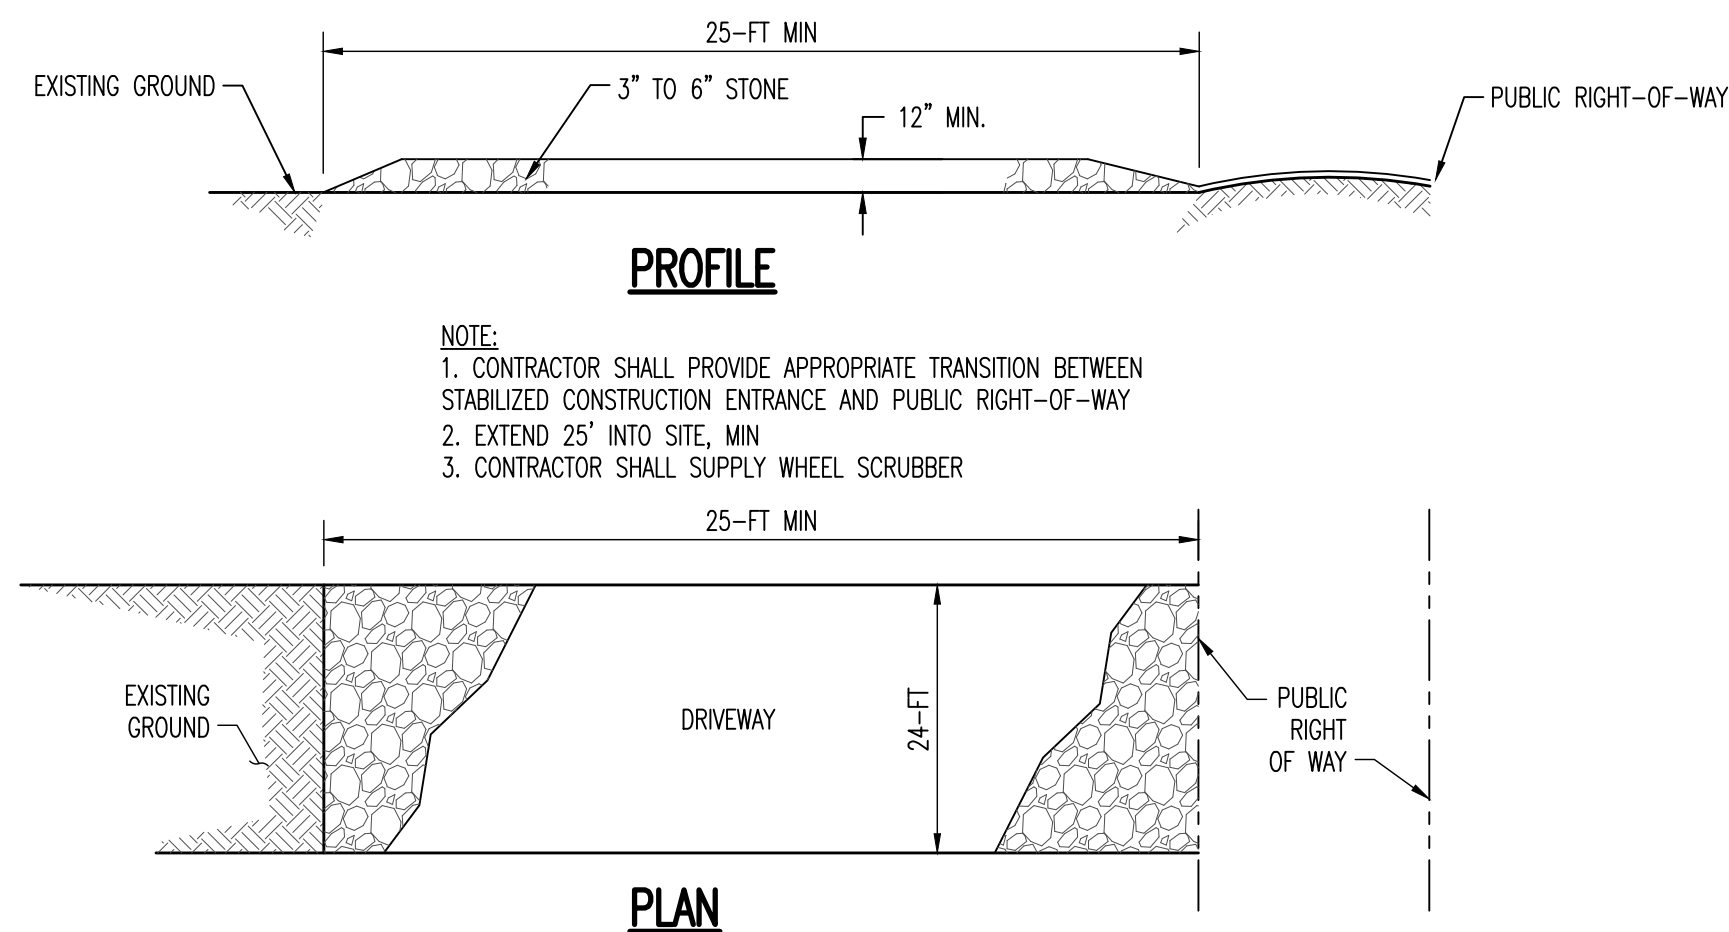 25-FT MIN
EXISTING GROUND
3" TO 6" STONE
12" MIN.
PUBLIC RIGHT-OF-WAY
PROFILE
NOTE:
1. CONTRACTOR SHALL PROVIDE APPROPRIATE TRANSITION BETWEEN
STABILIZED CONSTRUCTION ENTRANCE AND PUBLIC RIGHT-OF-WAY
2. EXTEND 25' INTO SITE, MIN
3. CONTRACTOR SHALL SUPPLY WHEEL SCRUBBER
25-FT MIN
EXISTING
GROUND
DRIVEWAY
24-FT
PUBLIC
RIGHT
OF WAY
PLAN